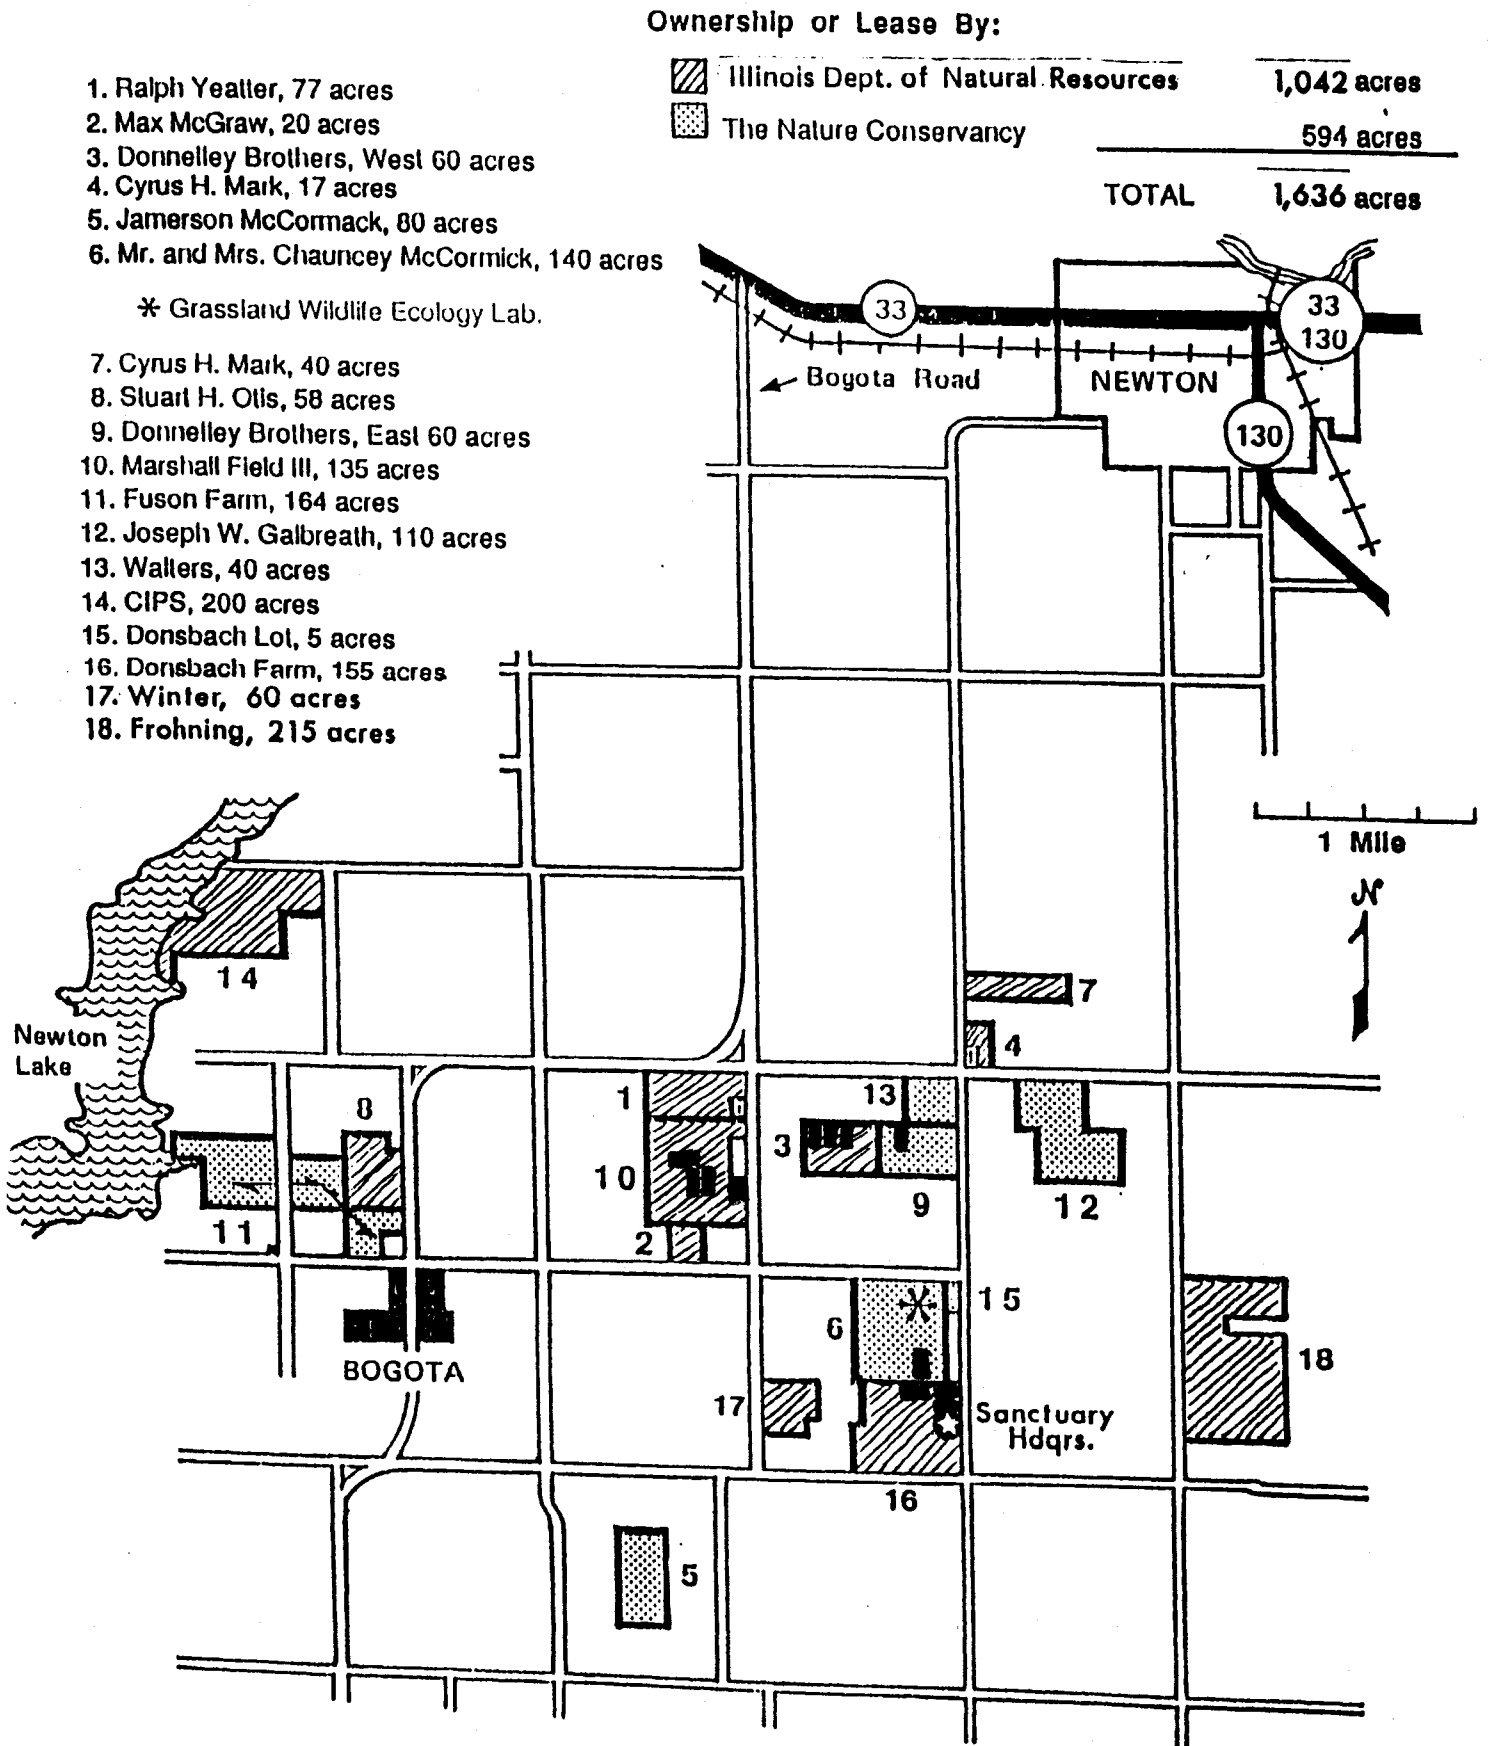 Ownership or Lease By:
Illinois Dept. of Natural Resources 1,042 acres
The Nature Conservancy 594 acres
TOTAL 1,636 acres
1. Ralph Yeatter, 77 acres
2. Max McGraw, 20 acres
3. Donnelley Brothers, West 60 acres
4. Cyrus H. Mark, 17 acres
5. Jamerson McCormack, 80 acres
6. Mr. and Mrs. Chauncey McCormick, 140 acres
* Grassland Wildlife Ecology Lab.
7. Cyrus H. Mark, 40 acres
8. Stuart H. Otis, 58 acres
9. Donnelley Brothers, East 60 acres
10. Marshall Field III, 135 acres
11. Fuson Farm, 164 acres
12. Joseph W. Galbreath, 110 acres
13. Walters, 40 acres
14. CIPS, 200 acres
15. Donsbach Lot, 5 acres
16. Donsbach Farm, 155 acres
17. Winter, 60 acres
18. Frohning, 215 acres
33
33
130
Bogota Road
NEWTON
130
1 Mile
N
14
7
Newton
Lake
4
1
13
8
3
10
9
12
11
2
15
6
18
BOGOTA
17
Sanctuary
Hdqrs.
16
5